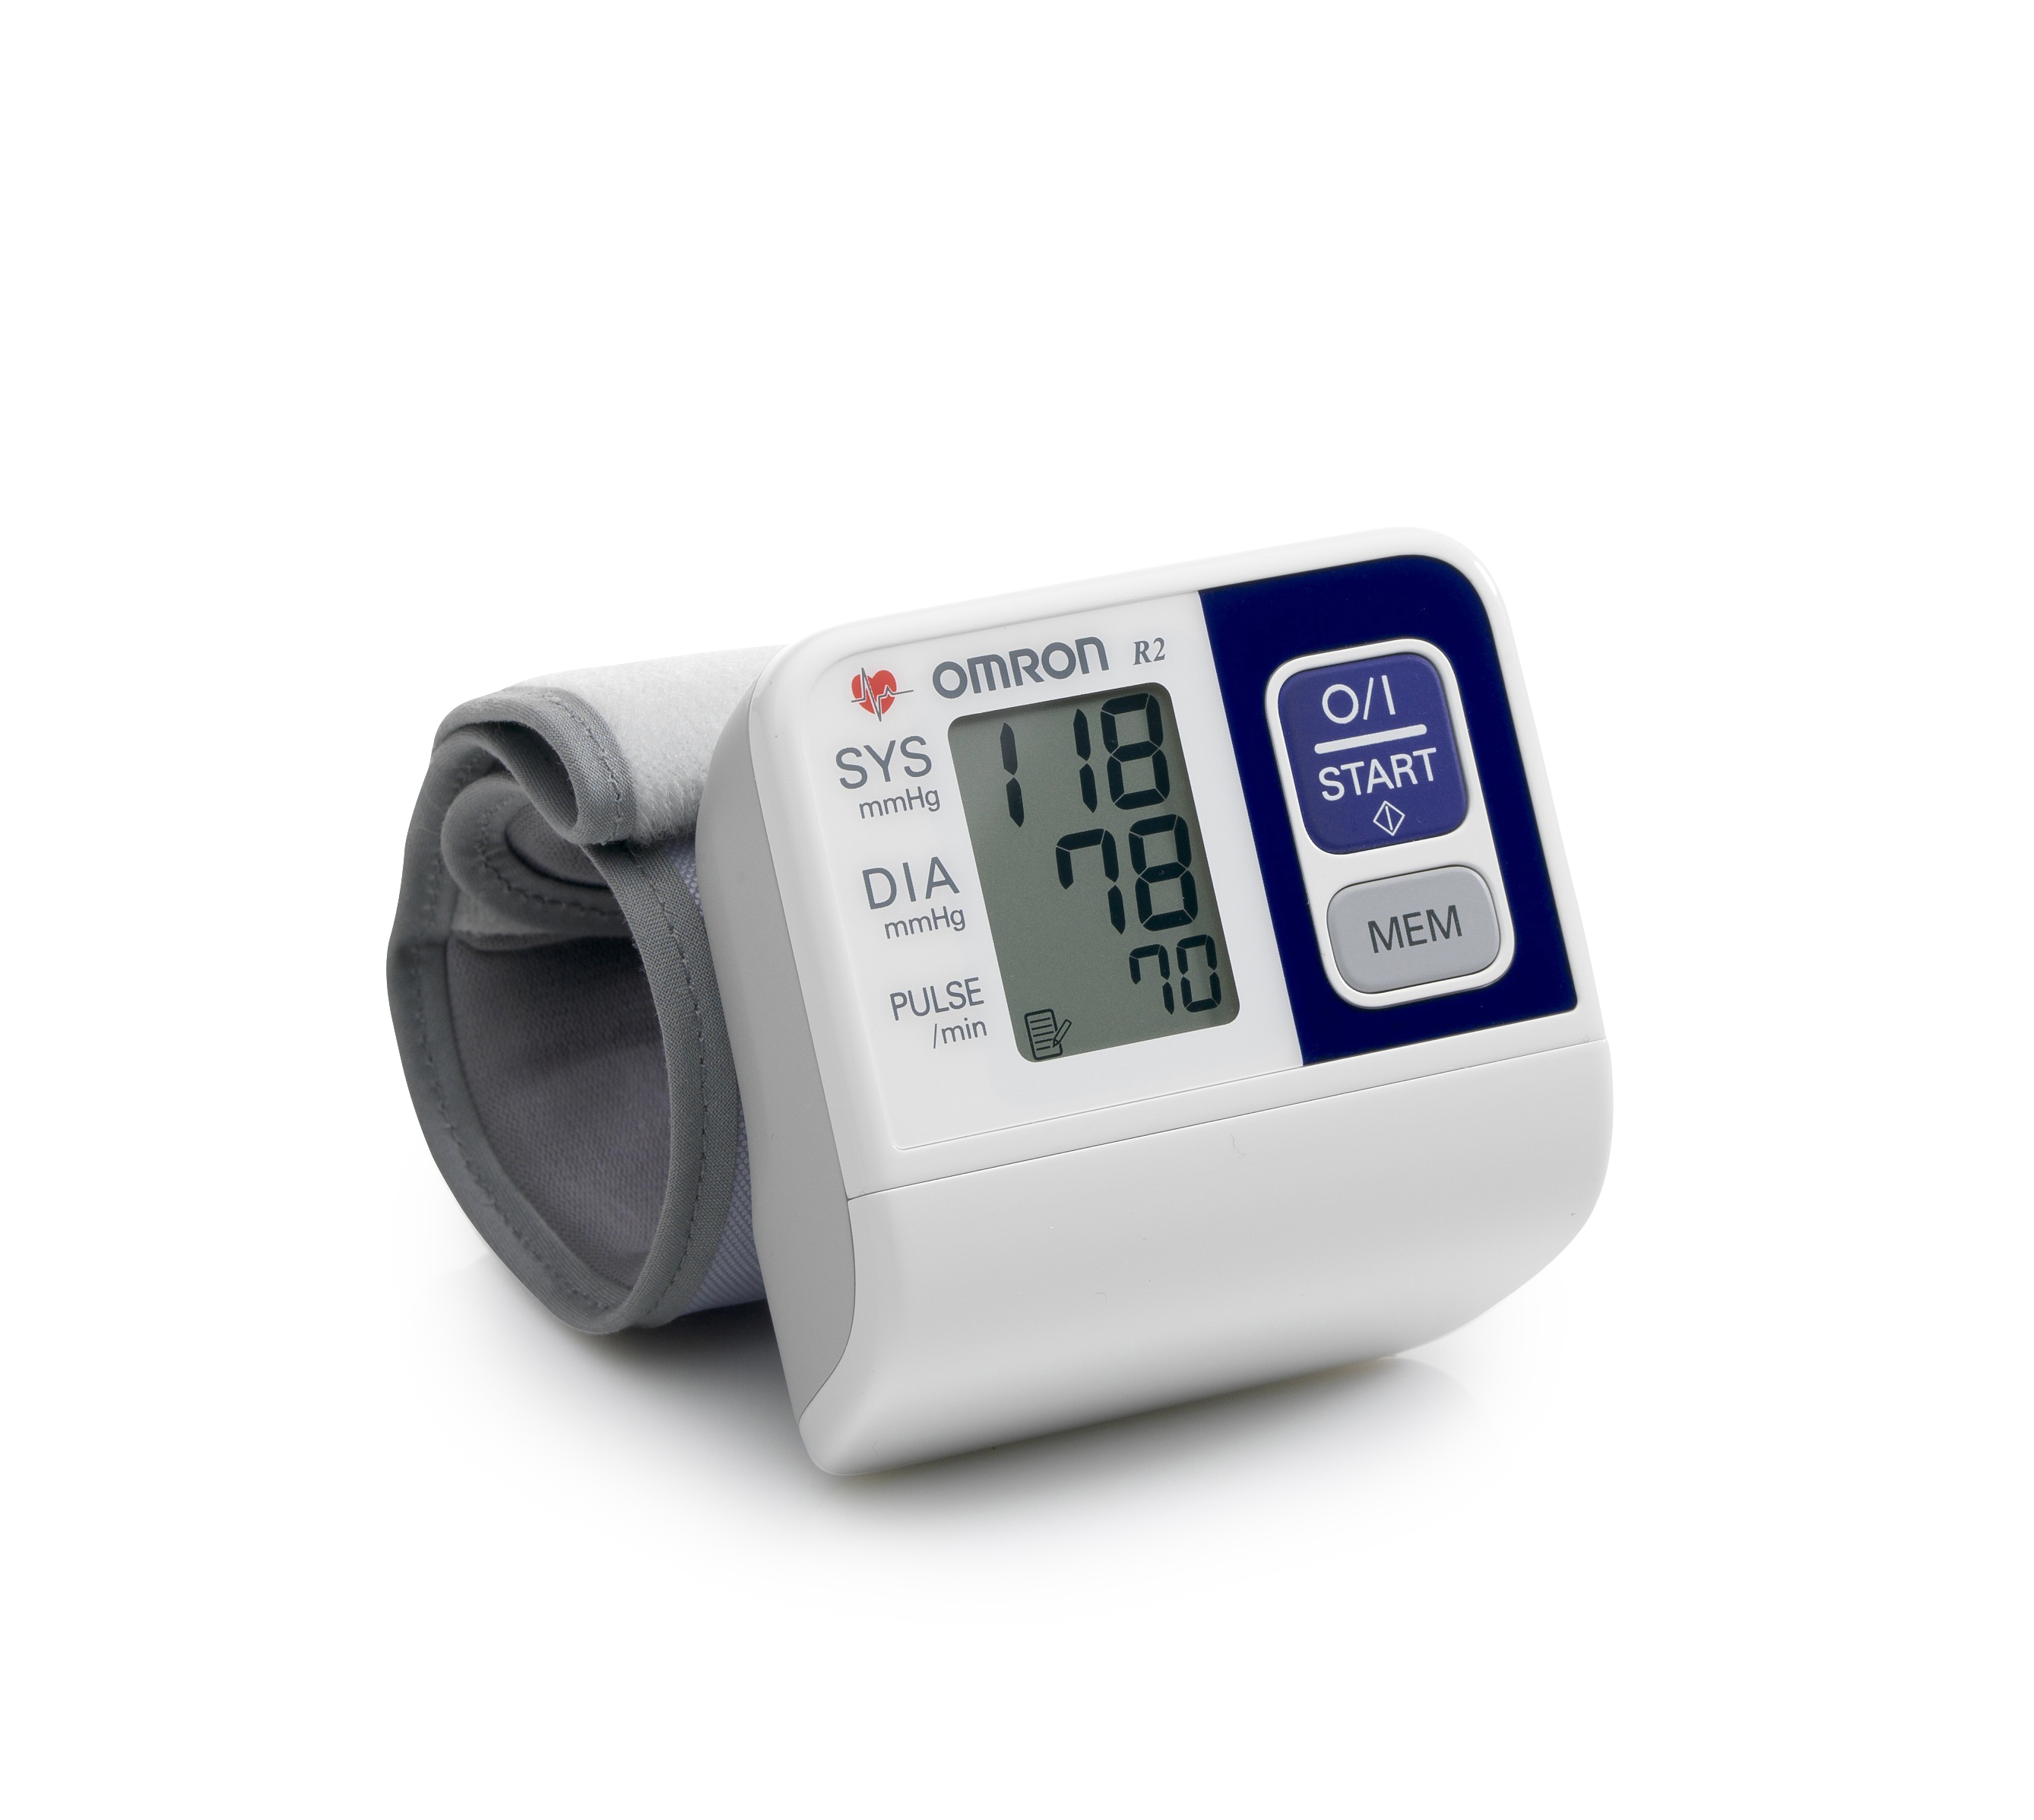 OMRON R2
SYS
mmHg
118
DIA
mmHg
78
PULSE
/min
70
O/I
START
MEM